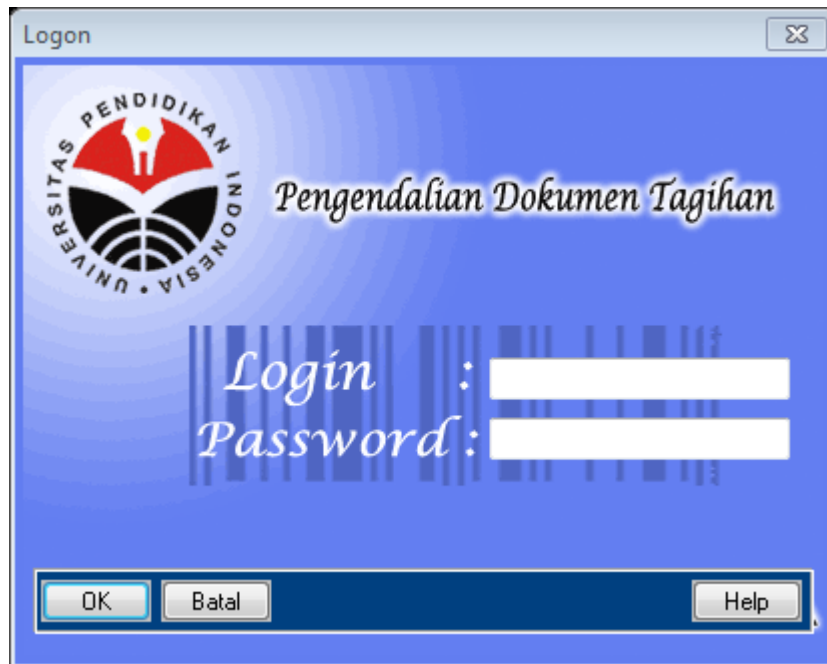 Logon
UNIVERSITAS PENDIDIKAN INDONESIA
Pengendalian Dokumen Tagihan
Login :
Password :
OK Batal Help